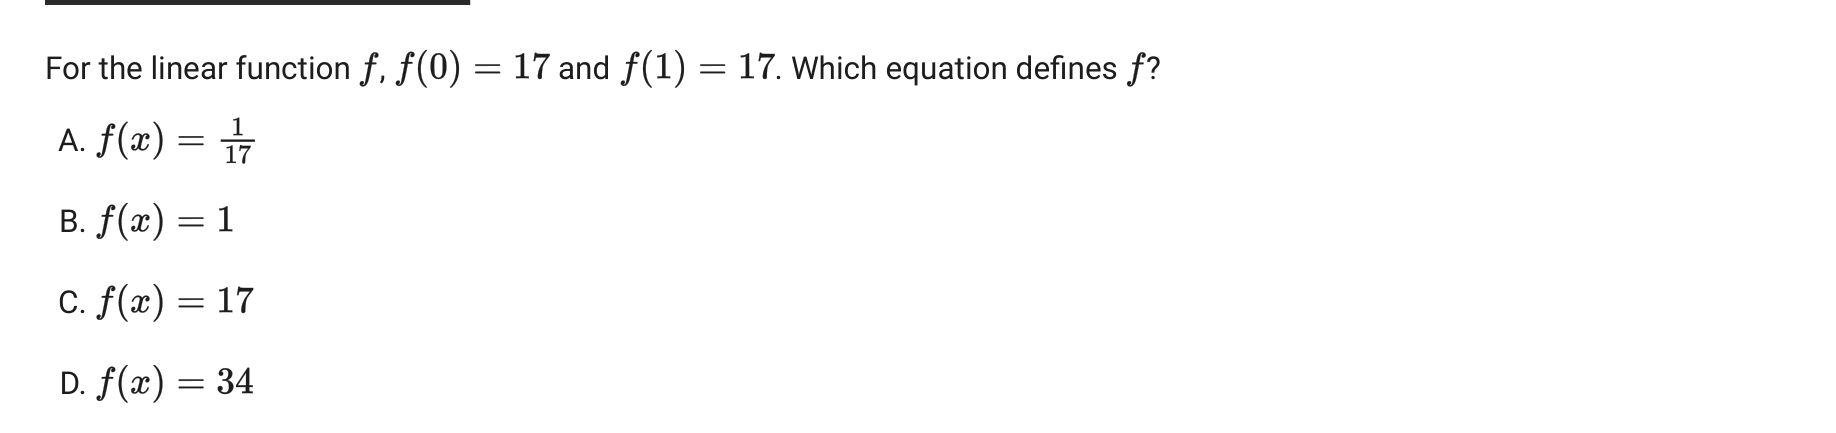 For the linear function f, f(0) = 17 and f(1) = 17. Which equation defines f?
A. f(x) = 1/17
B. f(x) = 1
C. f(x) = 17
D. f(x) = 34